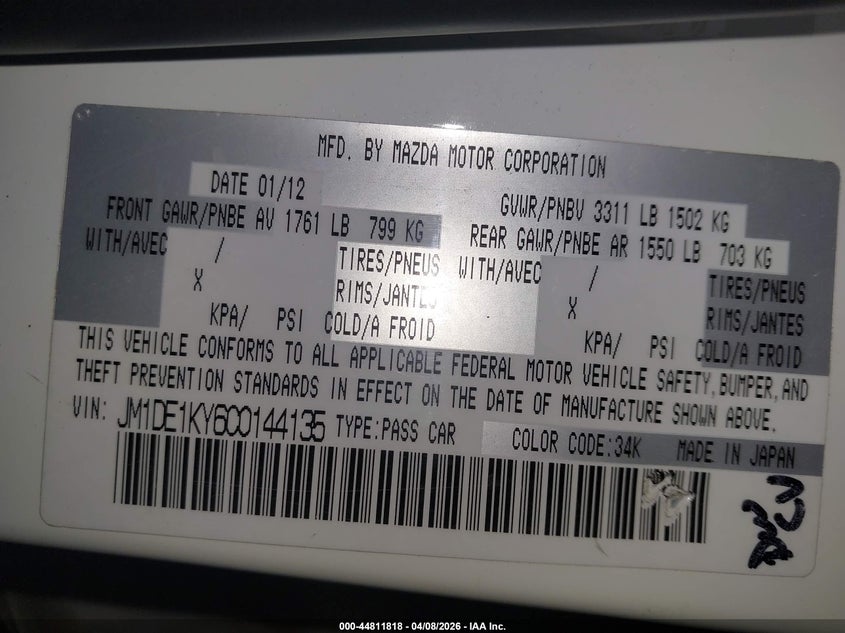 MFD. BY MAZDA MOTOR CORPORATION
DATE 01/12
GVWR/PNBV 3311 LB 1502 KG
FRONT GAWR/PNBE AV 1761 LB 799 KG
REAR GAWR/PNBE AR 1550 LB 703 KG
WITH/AVEC / TIRES/PNEUS
X RIMS/JANTES
KPA/ PSI COLD/A FROID
WITH/AVEC / TIRES/PNEUS
X RIMS/JANTES
KPA/ PSI COLD/A FROID
THIS VEHICLE CONFORMS TO ALL APPLICABLE FEDERAL MOTOR VEHICLE SAFETY, BUMPER, AND
THEFT PREVENTION STANDARDS IN EFFECT ON THE DATE OF MANUFACTURE SHOWN ABOVE.
VIN: JM1DE1KY6C0144135 TYPE:PASS CAR
COLOR CODE:34K MADE IN JAPAN
000-44811818 - 04/08/2026 - IAA Inc.